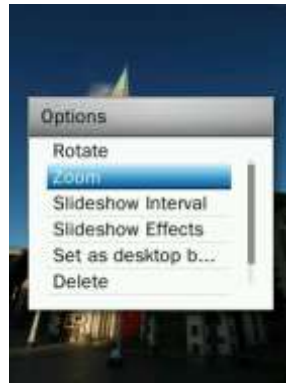 Options
Rotate
Zoom
Slideshow Interval
Slideshow Effects
Set as desktop b...
Delete